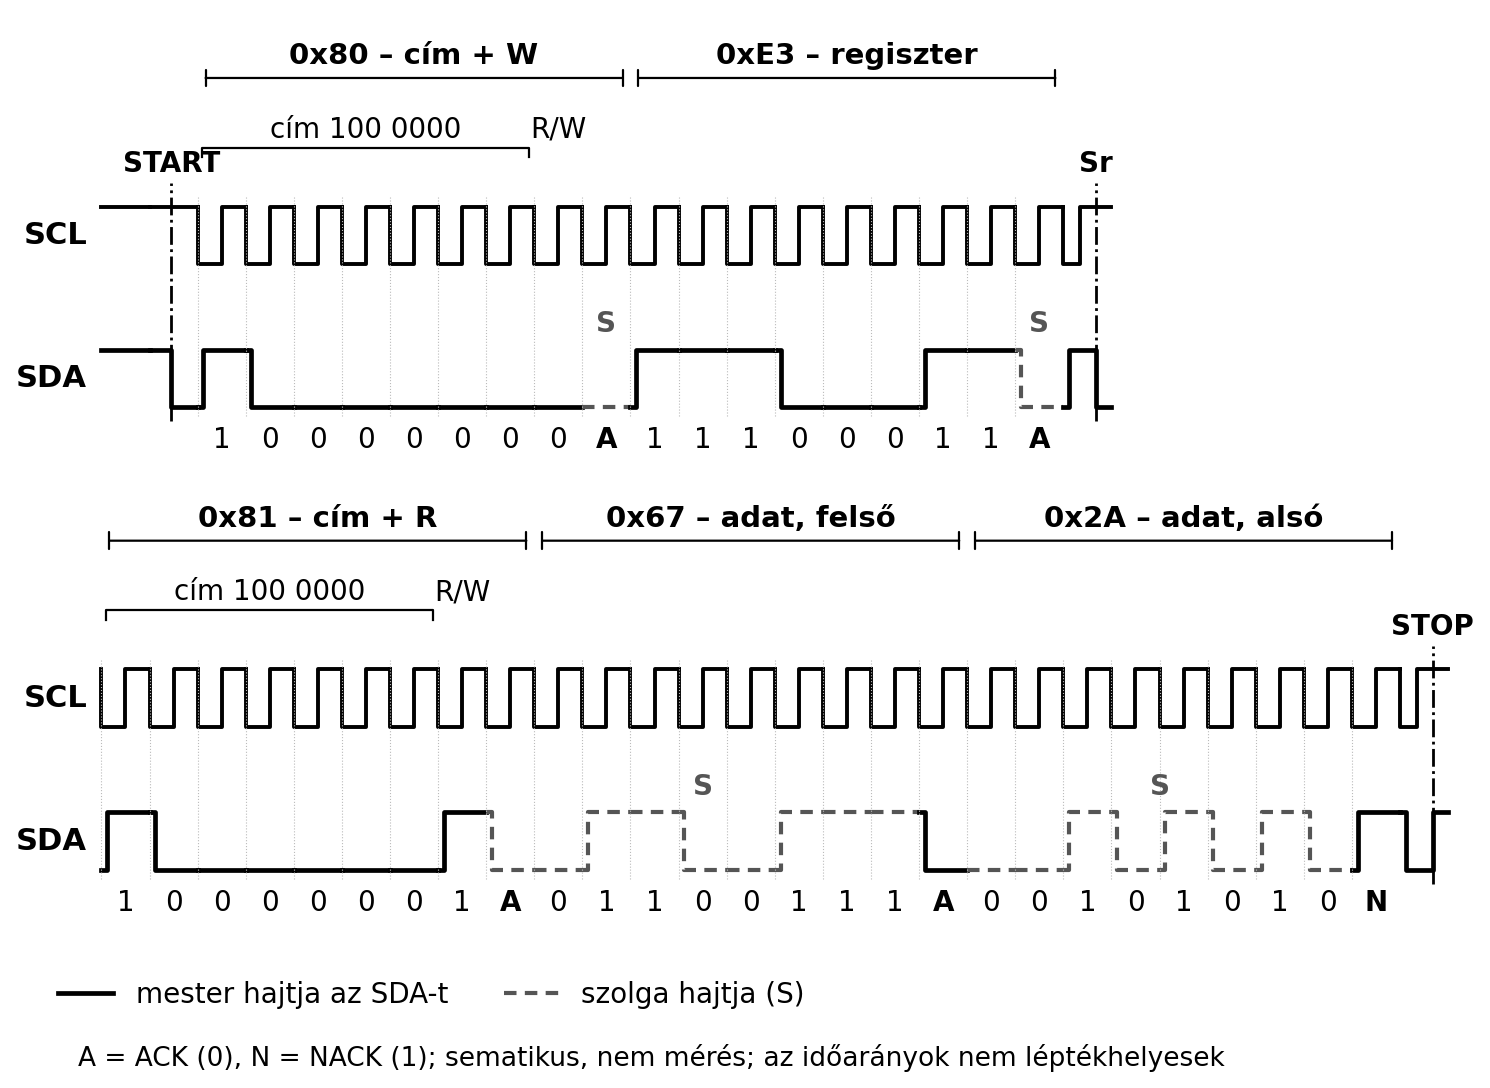 0x80 – cím + W 0xE3 – regiszter
cím 100 0000 R/W
START Sr
SCL
S S
SDA
1 0 0 0 0 0 0 0 A 1 1 1 0 0 0 1 1 A
0x81 – cím + R 0x67 – adat, felső 0x2A – adat, alsó
cím 100 0000 R/W
STOP
SCL
S S
SDA
1 0 0 0 0 0 0 1 A 0 1 1 0 0 1 1 1 A 0 0 1 0 1 0 1 0 N
mester hajtja az SDA-t szolga hajtja (S)
A = ACK (0), N = NACK (1); sematikus, nem mérés; az időarányok nem léptékhelyesek